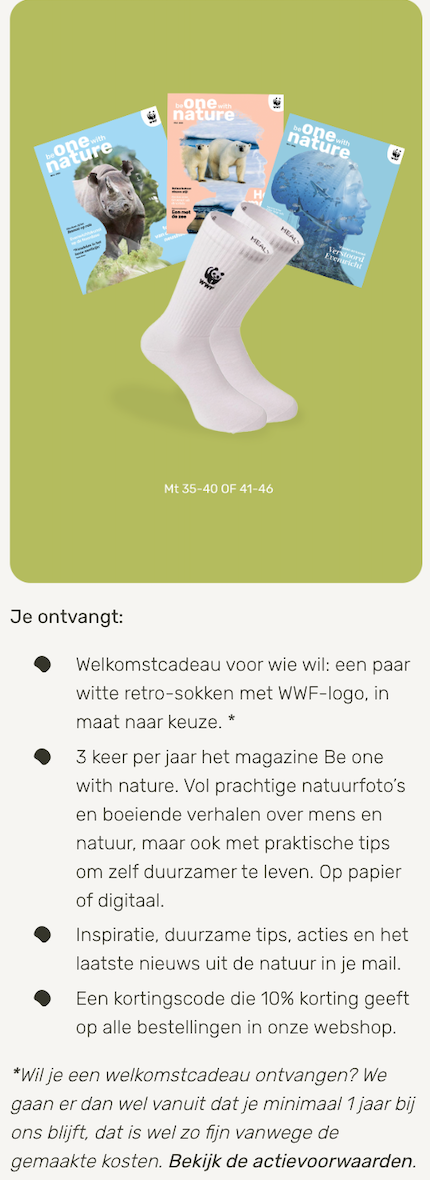 be one with
nature
be one with
nature
be one with
nature
Verstoord
Evenwicht
Een met
de zee
HEAL
HEAL
WWF
Mt 35-40 OF 41-46
Je ontvangt:
Welkomstcadeau voor wie wil: een paar
witte retro-sokken met WWF-logo, in
maat naar keuze. *
3 keer per jaar het magazine Be one
with nature. Vol prachtige natuurfoto's
en boeiende verhalen over mens en
natuur, maar ook met praktische tips
om zelf duurzamer te leven. Op papier
of digitaal.
Inspiratie, duurzame tips, acties en het
laatste nieuws uit de natuur in je mail.
Een kortingscode die 10% korting geeft
op alle bestellingen in onze webshop.
*Wil je een welkomstcadeau ontvangen? We
gaan er dan wel vanuit dat je minimaal 1 jaar bij
ons blijft, dat is wel zo fijn vanwege de
gemaakte kosten. Bekijk de actievoorwaarden.